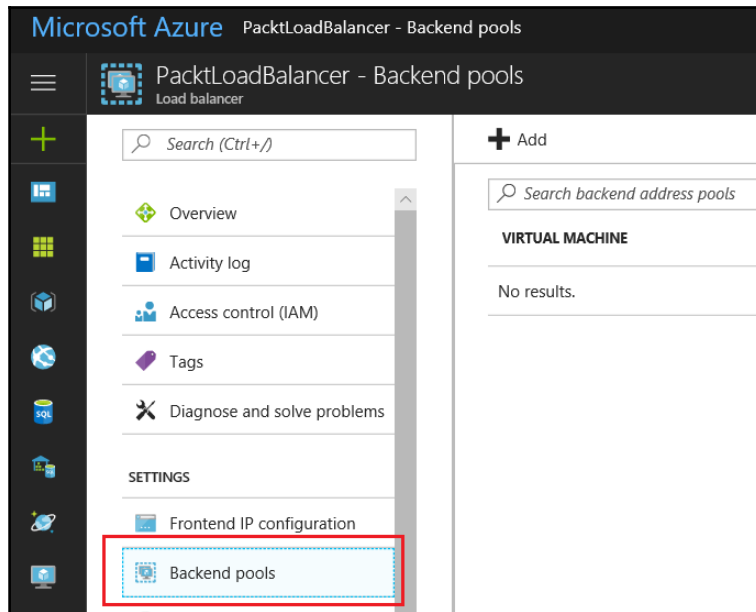 Microsoft Azure PacktLoadBalancer - Backend pools
PacktLoadBalancer - Backend pools
Load balancer
Search (Ctrl+/)
Overview
Activity log
Access control (IAM)
Tags
Diagnose and solve problems
SETTINGS
Frontend IP configuration
Backend pools
Add
Search backend address pools
VIRTUAL MACHINE
No results.
SQL